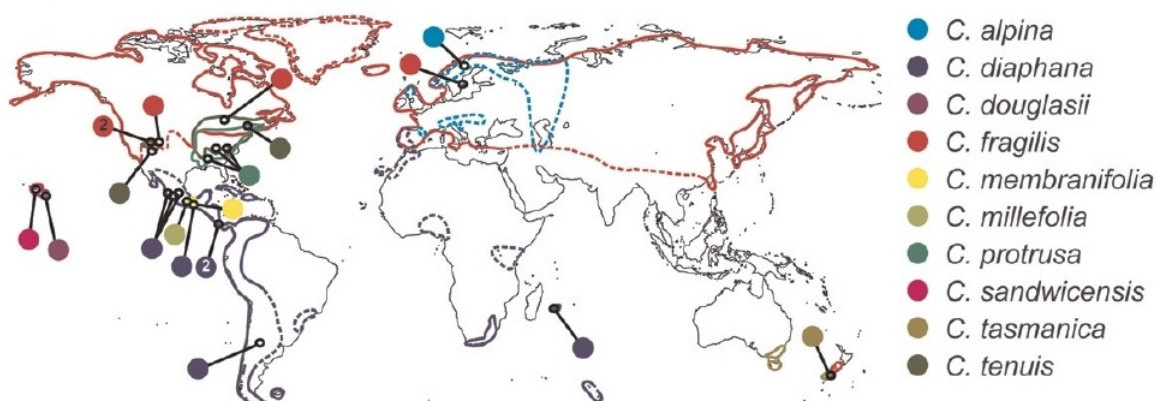 C. alpina
C. diaphana
C. douglasii
C. fragilis
C. membranifolia
C. millefolia
C. protrusa
C. sandwicensis
C. tasmanica
C. tenuis
2
2